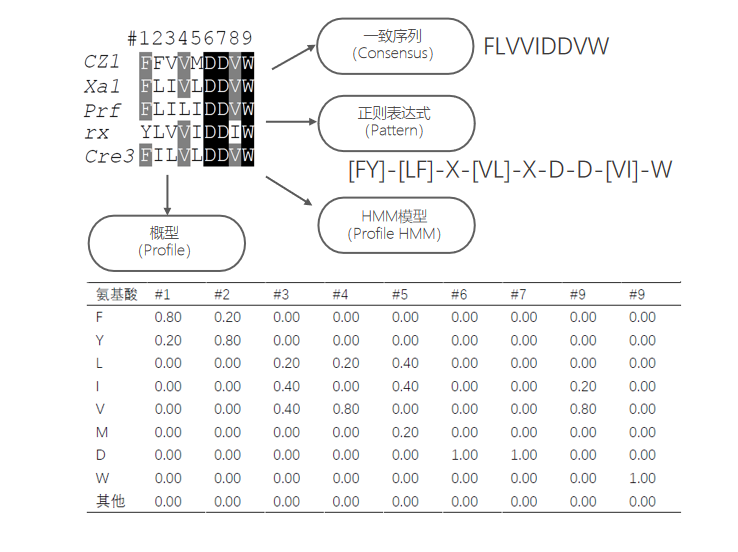 #123456789
CZ1 FFVVMDDVW
Xa1 FLIVLDDVW
Prf FLILIDDVW
rx YLVVIDDIW
Cre3 FILVLDDVW
一致序列
(Consensus)
FLVVIDDVW
正则表达式
(Pattern)
[FY]-[LF]-X-[VL]-X-D-D-[VI]-W
HMM模型
(Profile HMM)
概型
(Profile)
氨基酸 #1 #2 #3 #4 #5 #6 #7 #9 #9
F 0.80 0.20 0.00 0.00 0.00 0.00 0.00 0.00 0.00
Y 0.20 0.80 0.00 0.00 0.00 0.00 0.00 0.00 0.00
L 0.00 0.00 0.20 0.20 0.40 0.00 0.00 0.00 0.00
I 0.00 0.00 0.40 0.00 0.40 0.00 0.00 0.20 0.00
V 0.00 0.00 0.40 0.80 0.00 0.00 0.00 0.80 0.00
M 0.00 0.00 0.00 0.00 0.20 0.00 0.00 0.00 0.00
D 0.00 0.00 0.00 0.00 0.00 1.00 1.00 0.00 0.00
W 0.00 0.00 0.00 0.00 0.00 0.00 0.00 0.00 1.00
其他 0.00 0.00 0.00 0.00 0.00 0.00 0.00 0.00 0.00